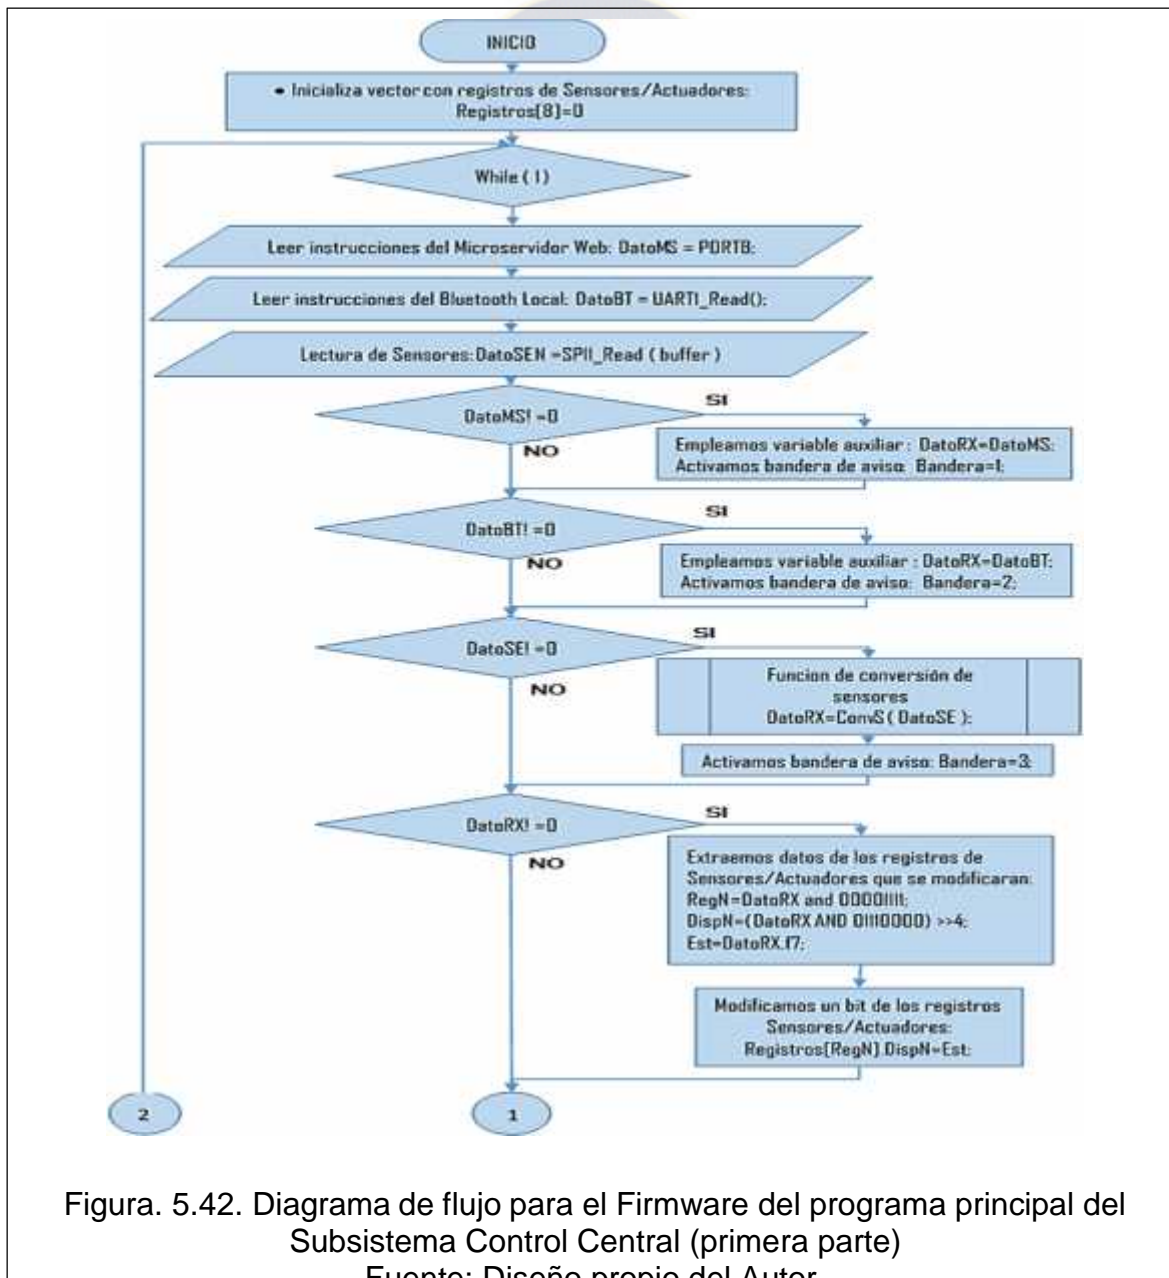 INICIO
• Inicializa vector con registros de Sensores/Actuadores:
Registros[8]=0
While ( 1 )
Leer instrucciones del Microservidor Web: DatoMS = PORTB;
Leer instrucciones del Bluetooth Local: DatoBT = UART1_Read();
Lectura de Sensores: DatoSEN =SPI1_Read ( buffer )
DatoMS! =0
SI
NO
Empleamos variable auxiliar : DatoRX=DatoMS;
Activamos bandera de aviso: Bandera=1;
DatoBT! =0
SI
NO
Empleamos variable auxiliar : DatoRX=DatoBT;
Activamos bandera de aviso: Bandera=2;
DatoSE! =0
SI
NO
Funcion de conversión de
sensores
DatoRX=ConvS ( DatoSE );
Activamos bandera de aviso: Bandera=3;
DatoRX! =0
SI
NO
Extraemos datos de los registros de
Sensores/Actuadores que se modificaran:
RegN=DatoRX and 00001111;
DispN=(DatoRX AND 01110000) >>4;
Est=DatoRX.f7;
Modificamos un bit de los registros
Sensores/Actuadores:
Registros[RegN].DispN=Est;
2
1
Figura. 5.42. Diagrama de flujo para el Firmware del programa principal del
Subsistema Control Central (primera parte)
Fuente: Diseño propio del Autor